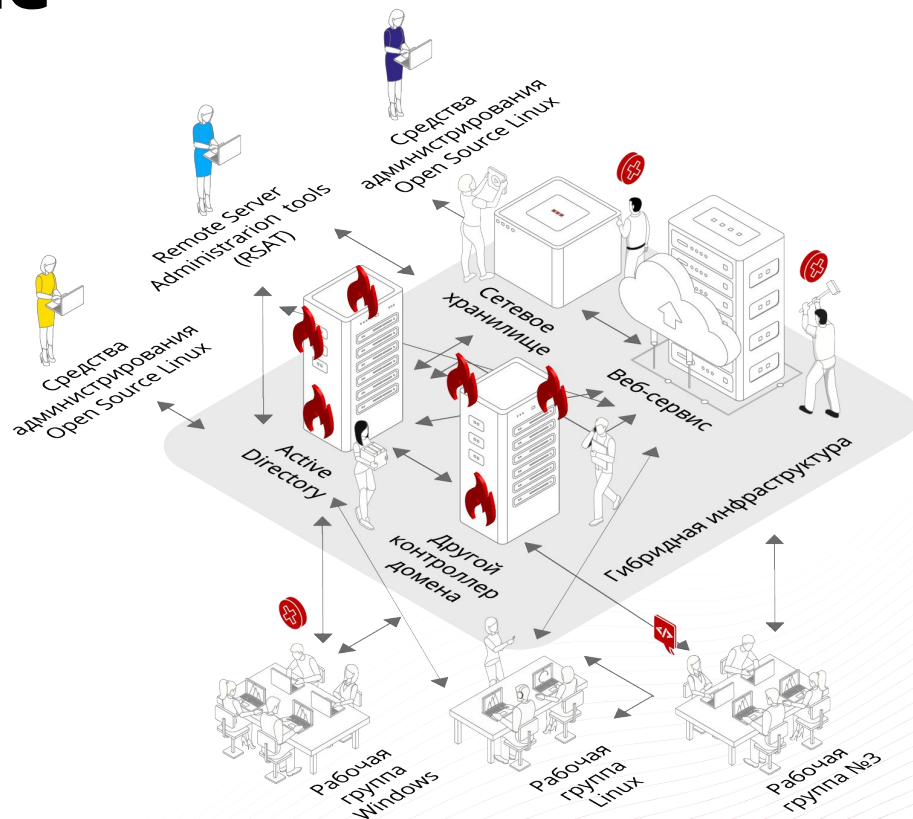 Средства
администрирования
Open Source Linux
Remote Server
Administrarion tools
(RSAT)
Средства
администрирования
Open Source Linux
Сетевое
хранилище
Веб-сервис
Active
Directory
Другой
контроллер
домена
Гибридная инфраструктура
</>
Рабочая
группа
Windows
Рабочая
группа
Linux
Рабочая
группа №3